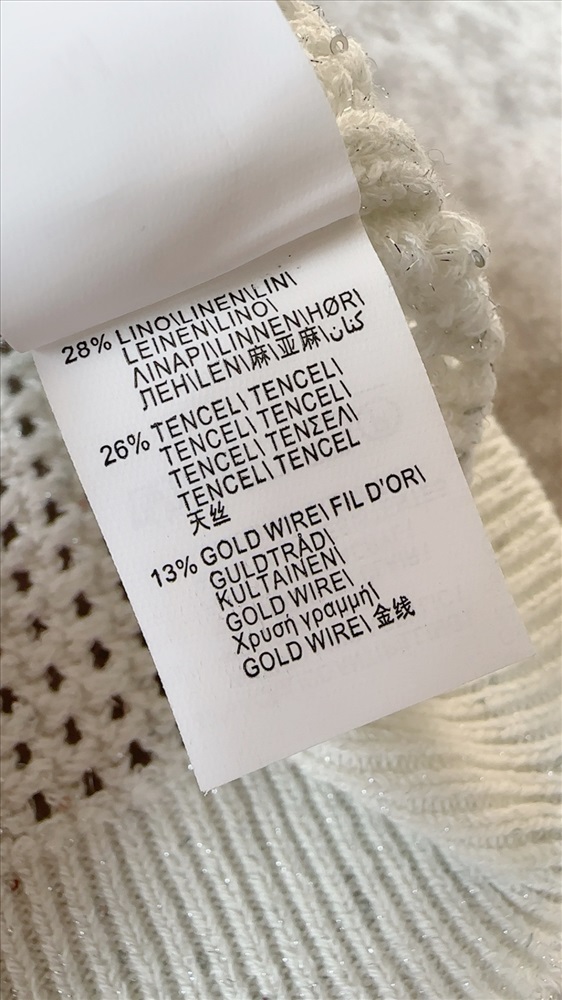 28% LINO\LINEN\LIN\
LEINEN\LINO\
ΛΙΝΑΡΙ\LINNEN\HØR\
ЛЕН\LEN\麻\亚麻\كتان
26% TENCEL\ TENCEL\
TENCEL\ TENCEL\
TENCEL\ ΤΕΝΣΕΛ\
TENCEL\ TENCEL
天丝
13% GOLD WIRE\ FIL D'OR\
GULDTRÅD\
KULTAINEN\
GOLD WIRE\
Χρυσή γραμμή\
GOLD WIRE\ 金线